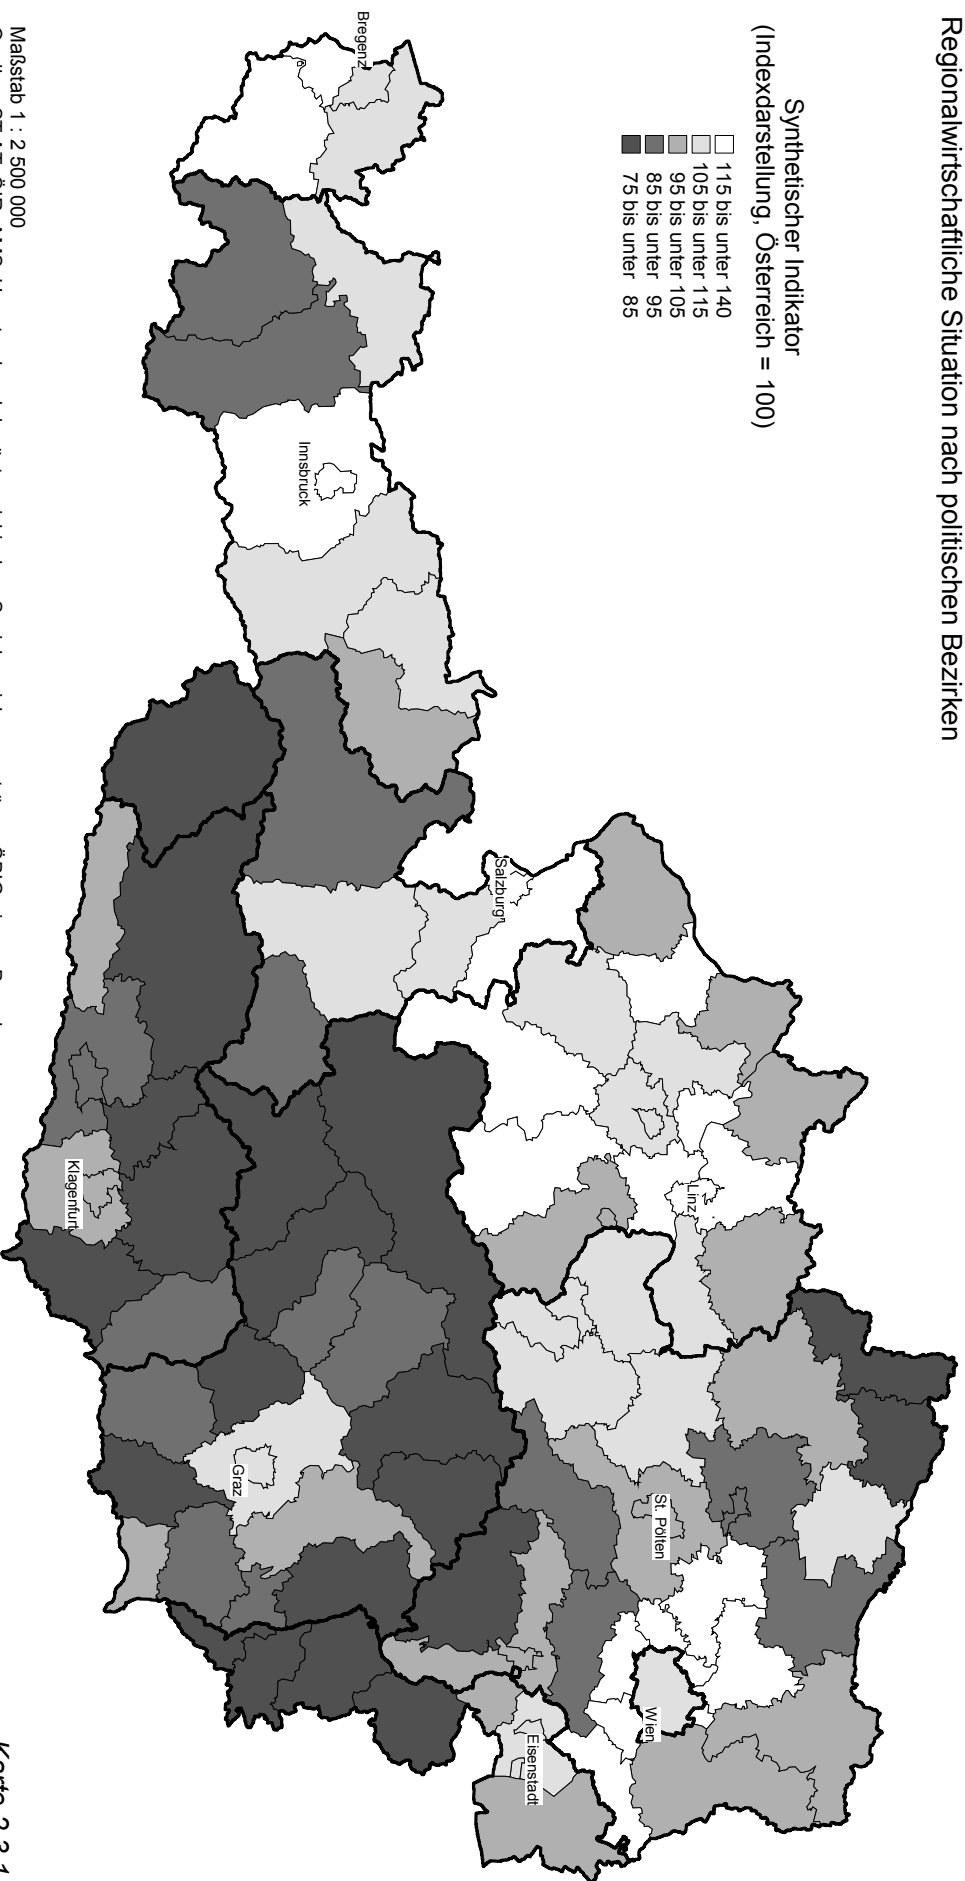 Regionalwirtschaftliche Situation nach politischen Bezirken
Synthetischer Indikator
(Indexdarstellung, Österreich = 100)
115 bis unter 140
105 bis unter 115
95 bis unter 105
85 bis unter 95
75 bis unter 85
Bregenz
Innsbruck
Salzburg
Linz
St. Pölten
Wien
Eisenstadt
Graz
Klagenfurt
Maßstab 1 : 2 500 000
Karte 2.3.1